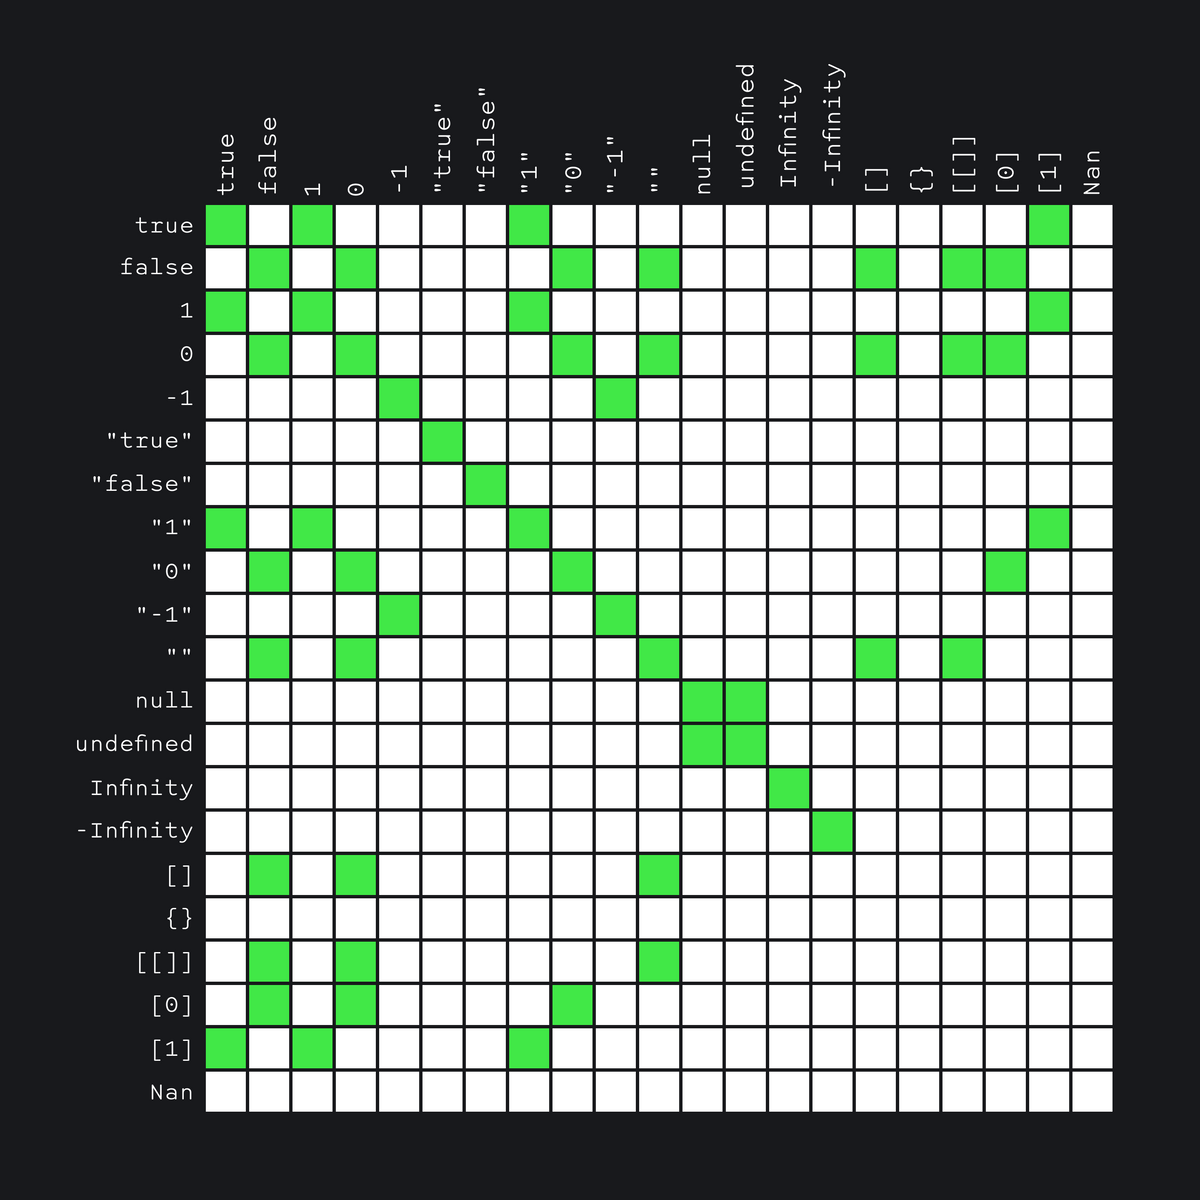 true
false
1
0
-1
"true"
"false"
"1"
"0"
"-1"
""
null
undefined
Infinity
-Infinity
[]
{}
[[]]
[0]
[1]
Nan
true
false
1
0
-1
"true"
"false"
"1"
"0"
"-1"
""
null
undefined
Infinity
-Infinity
[]
{}
[[]]
[0]
[1]
Nan